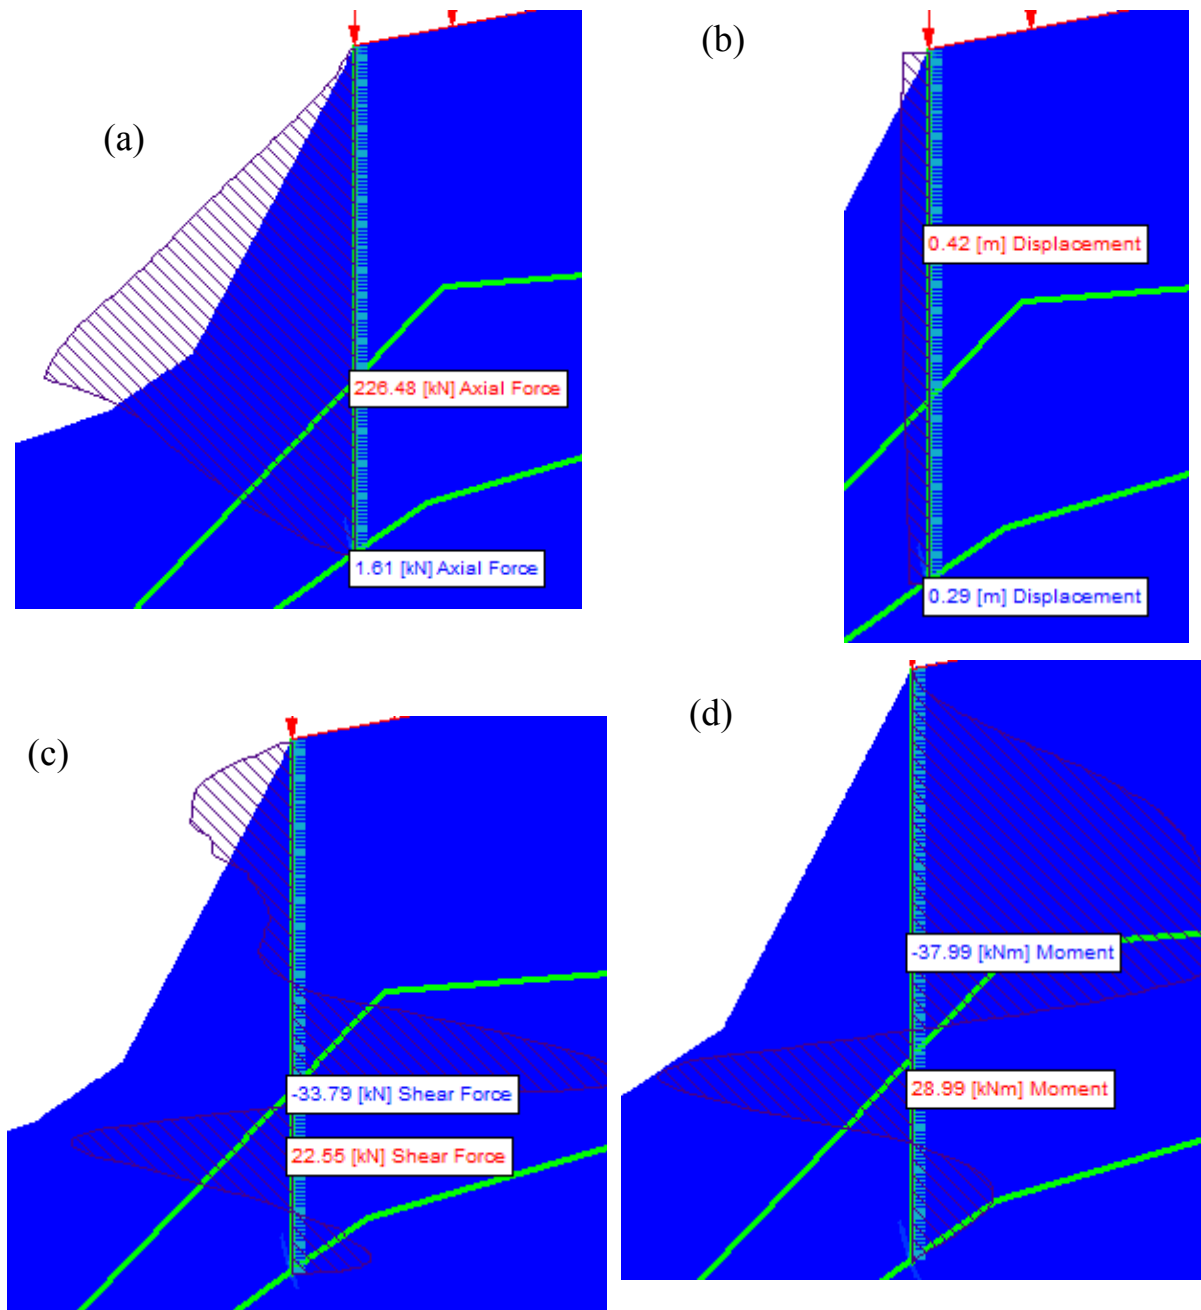 (a)
226.48 [kN] Axial Force
1.61 [kN] Axial Force
(b)
0.42 [m] Displacement
0.29 [m] Displacement
(c)
-33.79 [kN] Shear Force
22.55 [kN] Shear Force
(d)
-37.99 [kNm] Moment
28.99 [kNm] Moment